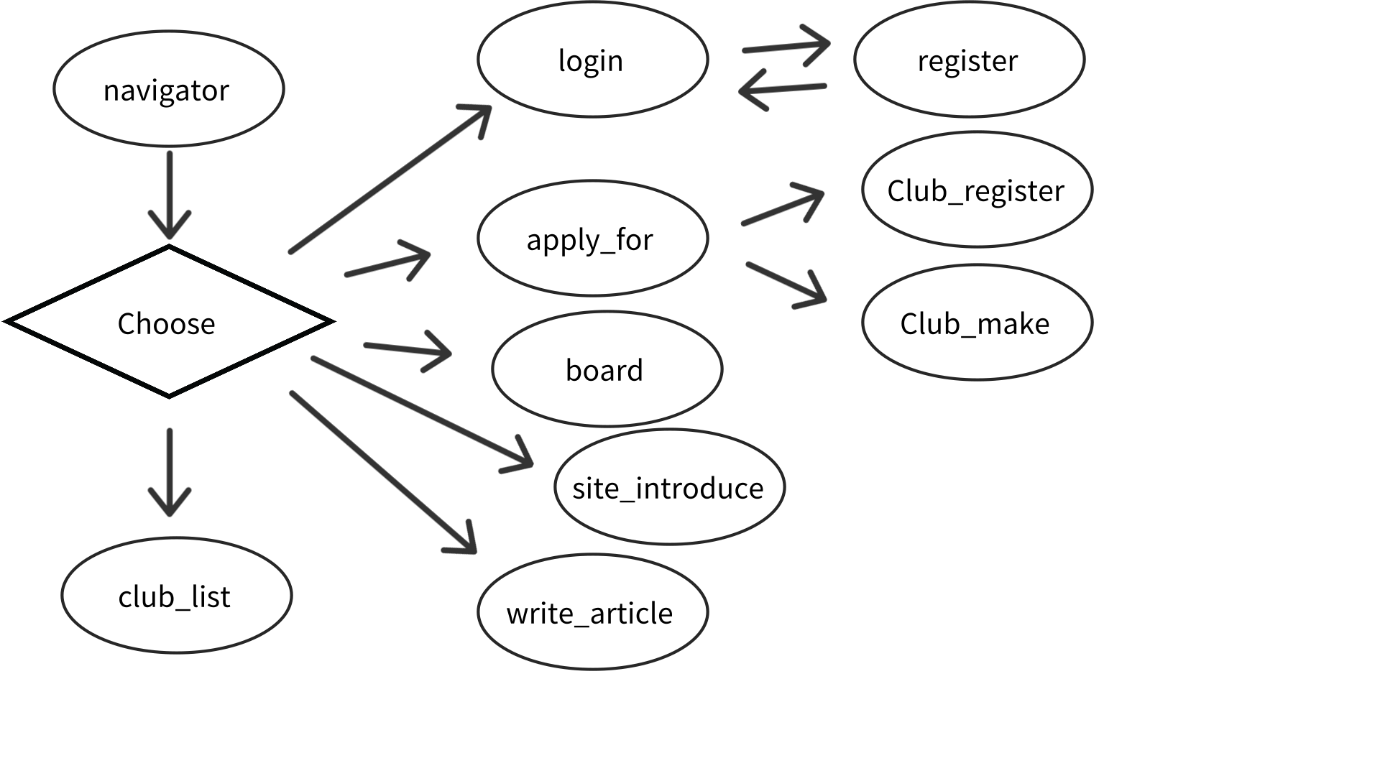 navigator
login
register
Club_register
apply_for
Choose
Club_make
board
site_introduce
club_list
write_article